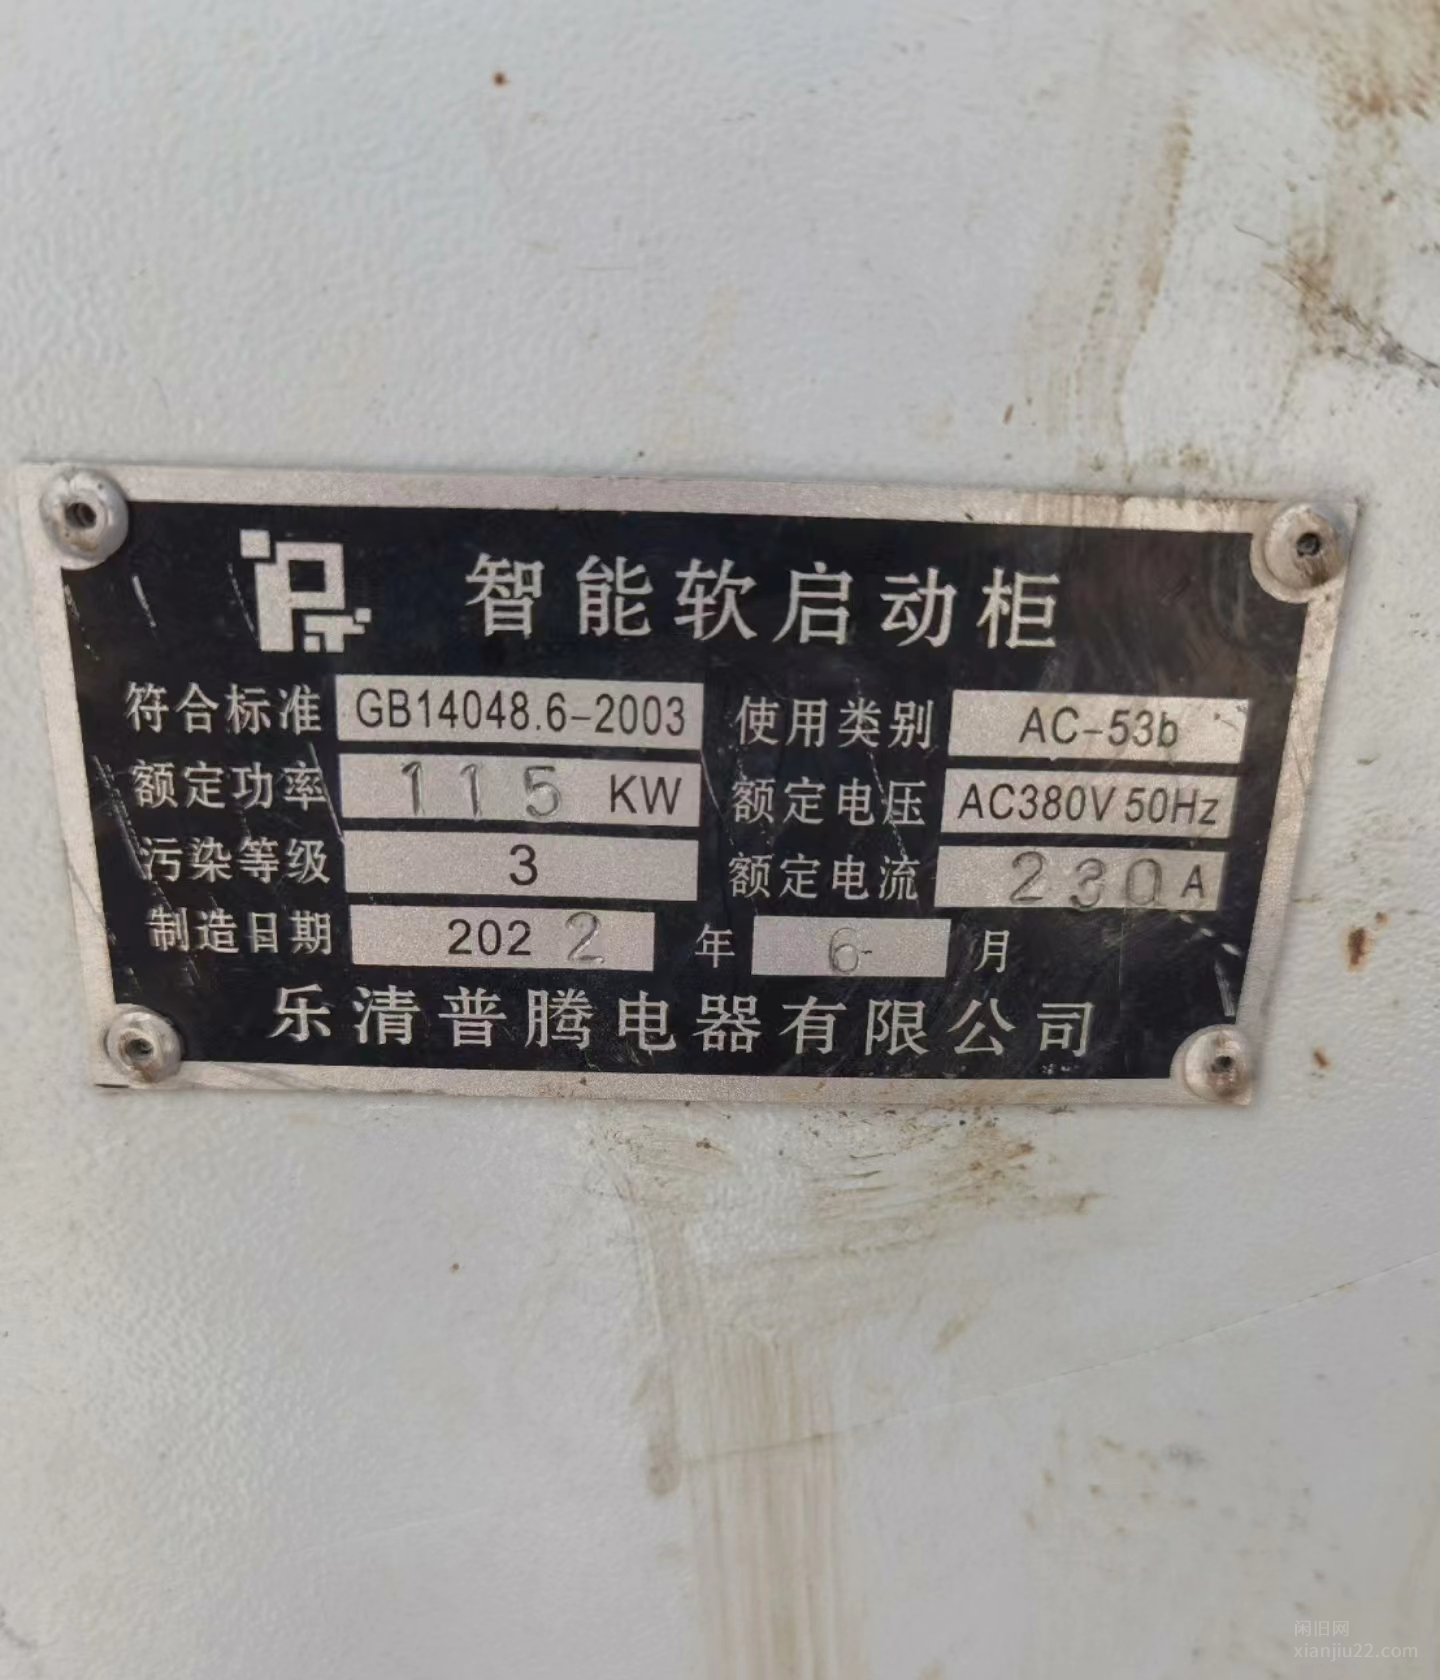 智能软启动柜
符合标准 GB14048.6-2003 使用类别 AC-53b
额定功率 115 KW 额定电压 AC380V 50Hz
污染等级 3 额定电流 230 A
制造日期 2022 年 6 月
乐清普腾电器有限公司
闲旧网
xianjiu22.com